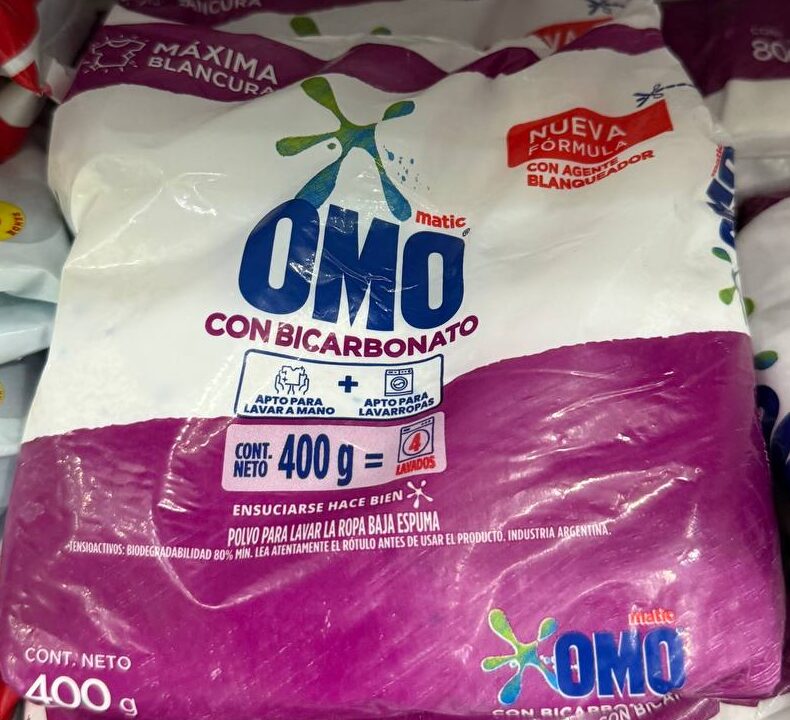 MÁXIMA
BLANCURA
NUEVA
FÓRMULA
CON AGENTE
BLANQUEADOR
matic
OMO
CON BICARBONATO
APTO PARA
LAVAR A MANO
+
APTO PARA
LAVARROPAS
CONT.
NETO
400 g =
4
LAVADOS
ENSUCIARSE HACE BIEN
POLVO PARA LAVAR LA ROPA BAJA ESPUMA
TENSIOACTIVOS: BIODEGRADABILIDAD 80% MÍN. LEA ATENTAMENTE EL RÓTULO ANTES DE USAR EL PRODUCTO. INDUSTRIA ARGENTINA.
CONT. NETO
400 g
matic
OMO
CON BICARBONATO